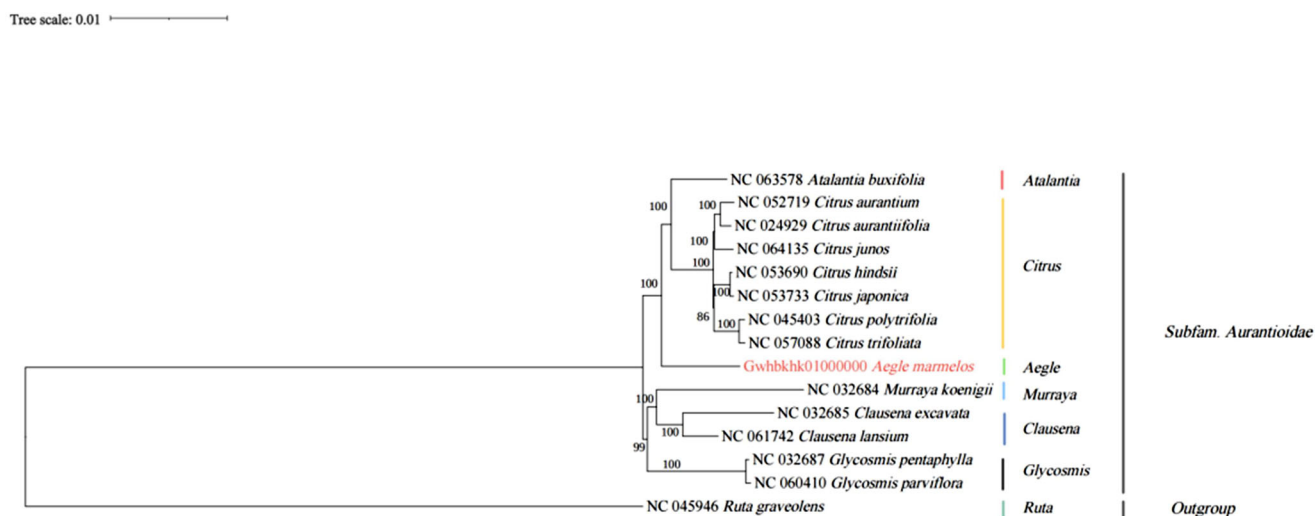 Tree scale: 0.01
NC 063578 Atalantia buxifolia Atalantia
100
100 NC 052719 Citrus aurantium
NC 024929 Citrus aurantiifolia
100 NC 064135 Citrus junos
100 NC 053690 Citrus hindsii Citrus
100
100 NC 053733 Citrus japonica
86 100 NC 045403 Citrus polytrifolia
Subfam. Aurantioidae
NC 057088 Citrus trifoliata
Gwhbkhk01000000 Aegle marmelos Aegle
NC 032684 Murraya koenigii Murraya
100
NC 032685 Clausena excavata
100 Clausena
NC 061742 Clausena lansium
99
100 NC 032687 Glycosmis pentaphylla
Glycosmis
NC 060410 Glycosmis parviflora
NC 045946 Ruta graveolens Ruta Outgroup